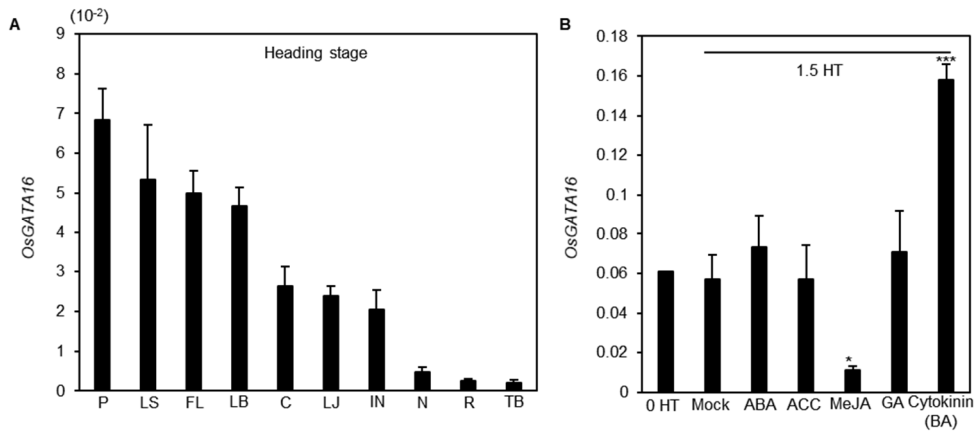 A
(10-2)
Heading stage
OsGATA16
9
8
7
6
5
4
3
2
1
0
P LS FL LB C LJ IN N R TB
B
OsGATA16
0.18
0.16
0.14
0.12
0.1
0.08
0.06
0.04
0.02
0
1.5 HT
***
*
0 HT Mock ABA ACC MeJA GA Cytokinin
(BA)